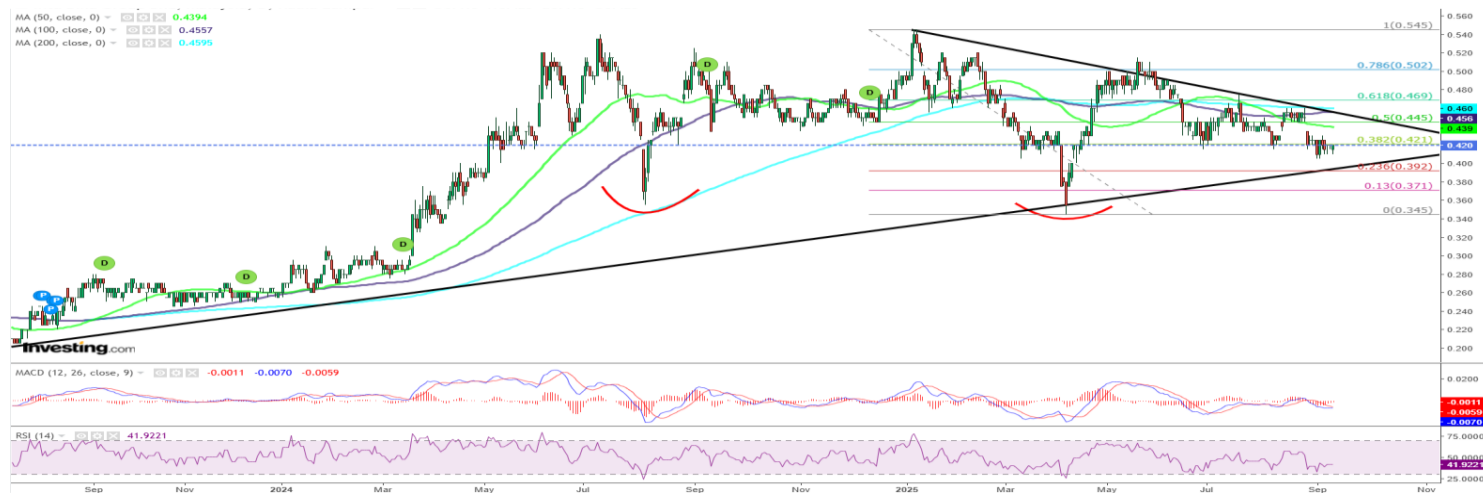 MA (50, close, 0) 0.4394
MA (100, close, 0) 0.4557
MA (200, close, 0) 0.4595
D
D
D
D
D
P
P
P
1(0.545)
0.786(0.502)
0.618(0.469)
0.5(0.445)
0.382(0.421)
0.236(0.392)
0.13(0.371)
0(0.345)
0.560
0.540
0.520
0.500
0.480
0.460
0.456
0.439
0.420
0.400
0.380
0.360
0.340
0.320
0.300
0.280
0.260
0.240
0.220
0.200
Investing.com
MACD (12, 26, close, 9) -0.0011 -0.0070 -0.0059
0.0200
-0.0011
-0.0059
-0.0070
RSI (14) 41.9221
75.0000
50.0000
41.9221
Sep Nov 2024 Mar May Jul Sep Nov 2025 Mar May Jul Sep Nov